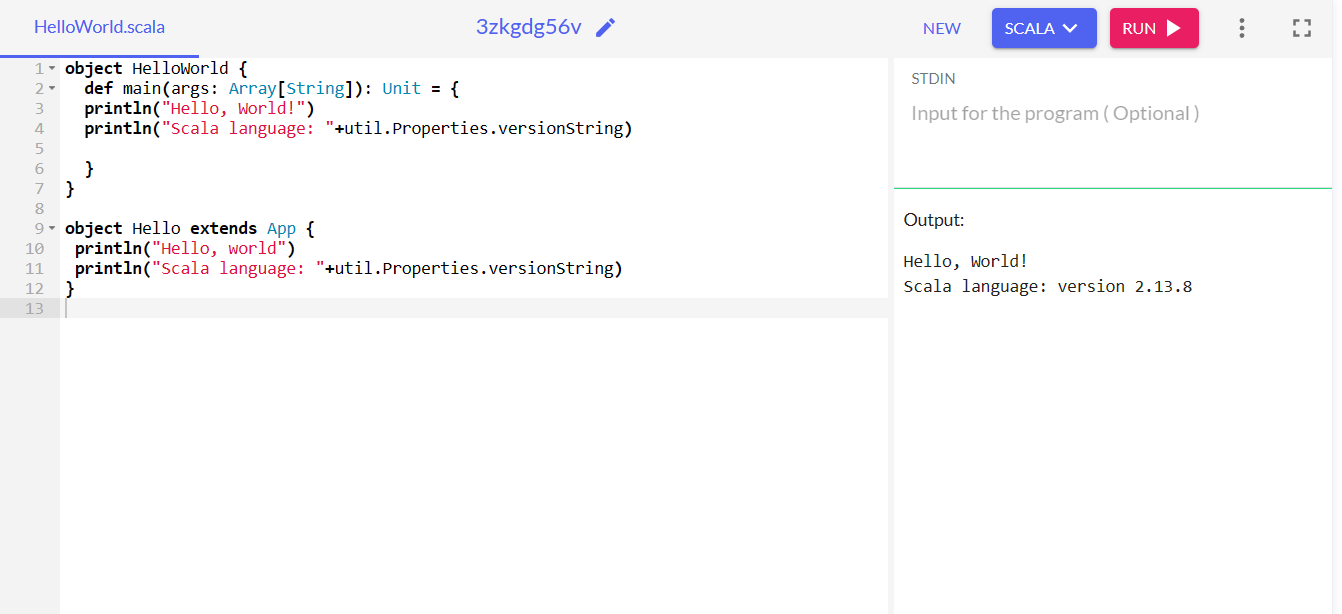 HelloWorld.scala
3zkgdg56v
NEW
SCALA
RUN
1 object HelloWorld {
2   def main(args: Array[String]): Unit = {
3   println("Hello, World!")
4   println("Scala language: "+util.Properties.versionString)
5
6   }
7 }
8
9 object Hello extends App {
10  println("Hello, world")
11  println("Scala language: "+util.Properties.versionString)
12 }
13
STDIN
Input for the program ( Optional )
Output:
Hello, World!
Scala language: version 2.13.8